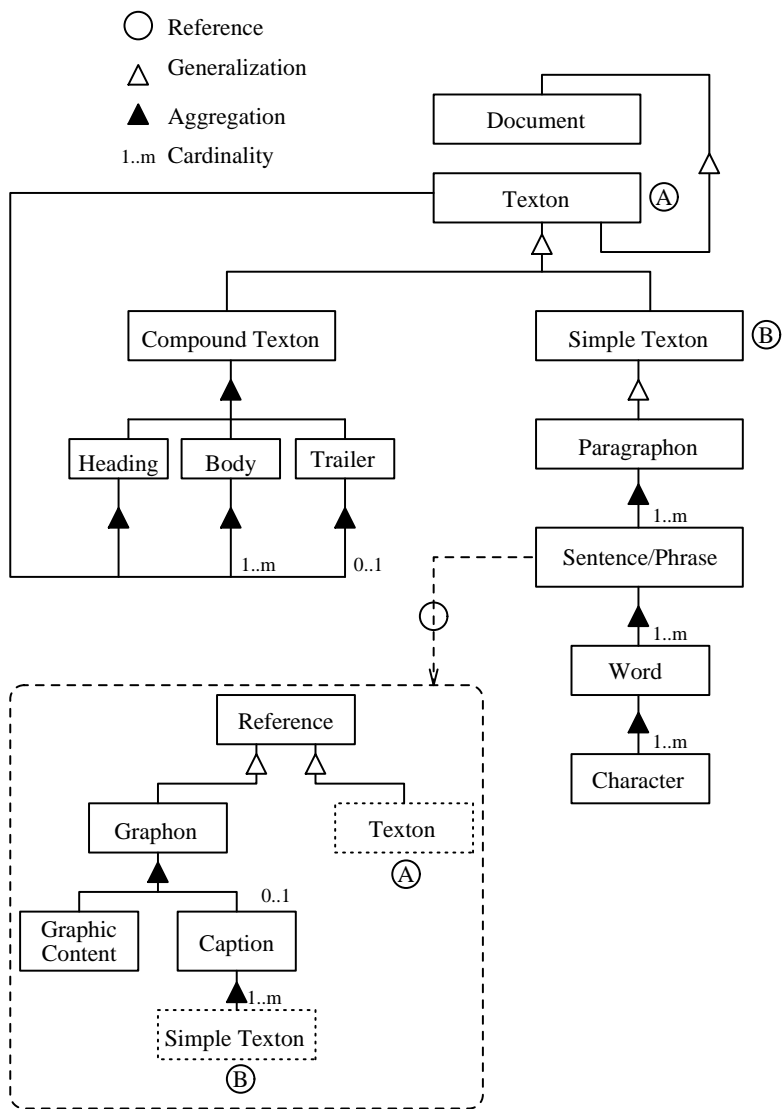 Reference
Generalization
Aggregation
1..m Cardinality
Document
Texton
A
Compound Texton
Simple Texton
B
Heading
Body
Trailer
Paragraphon
1..m
1..m
0..1
Sentence/Phrase
1..m
Word
1..m
Character
Reference
Graphon
Texton
A
0..1
Graphic
Content
Caption
1..m
Simple Texton
B